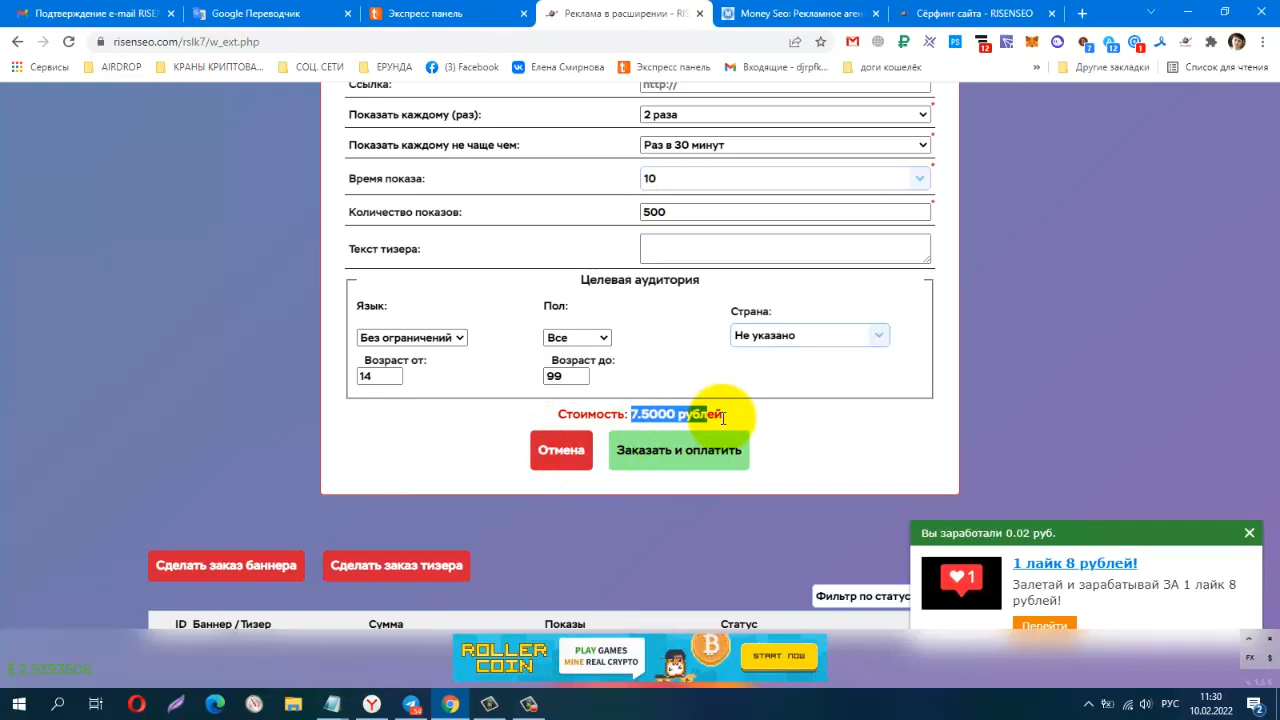 Подтверждение e-mail RISEN
Google Переводчик
Экспресс панель
Реклама в расширении - RISE
Money Seo: Рекламное аген
Сёрфинг сайта - RISENSEO
risenseo.com/rslk7/w_ext.php
Сервисы
AIRDROP
КРАНЫ КРИПТОВА...
СОЦ. СЕТИ
ЕРУНДА
(3) Facebook
Елена Смирнова
Экспресс панель
Входящие - djrpfk...
доги кошелёк
»
Другие закладки
Список для чтения
Ссылка:
http://
Показать каждому (раз):
2 раза
Показать каждому не чаще чем:
Раз в 30 минут
Время показа:
10
Количество показов:
500
Текст тизера:
Целевая аудитория
Язык:
Пол:
Страна:
Без ограничений
Все
Не указано
Возраст от:
Возраст до:
14
99
Стоимость: 7.5000 рублей
Отмена
Заказать и оплатить
Вы заработали 0.02 руб.
1 лайк 8 рублей!
Залетай и зарабатывай ЗА 1 лайк 8
рублей!
Перейти
Сделать заказ баннера
Сделать заказ тизера
Фильтр по статус
ID Баннер / Тизер
Сумма
Показы
Статус
ROLLER
COIN
PLAY GAMES
MINE REAL CRYPTO
START NOW
FX
$
v. 1.5.6
РУС
11:30
10.02.2022